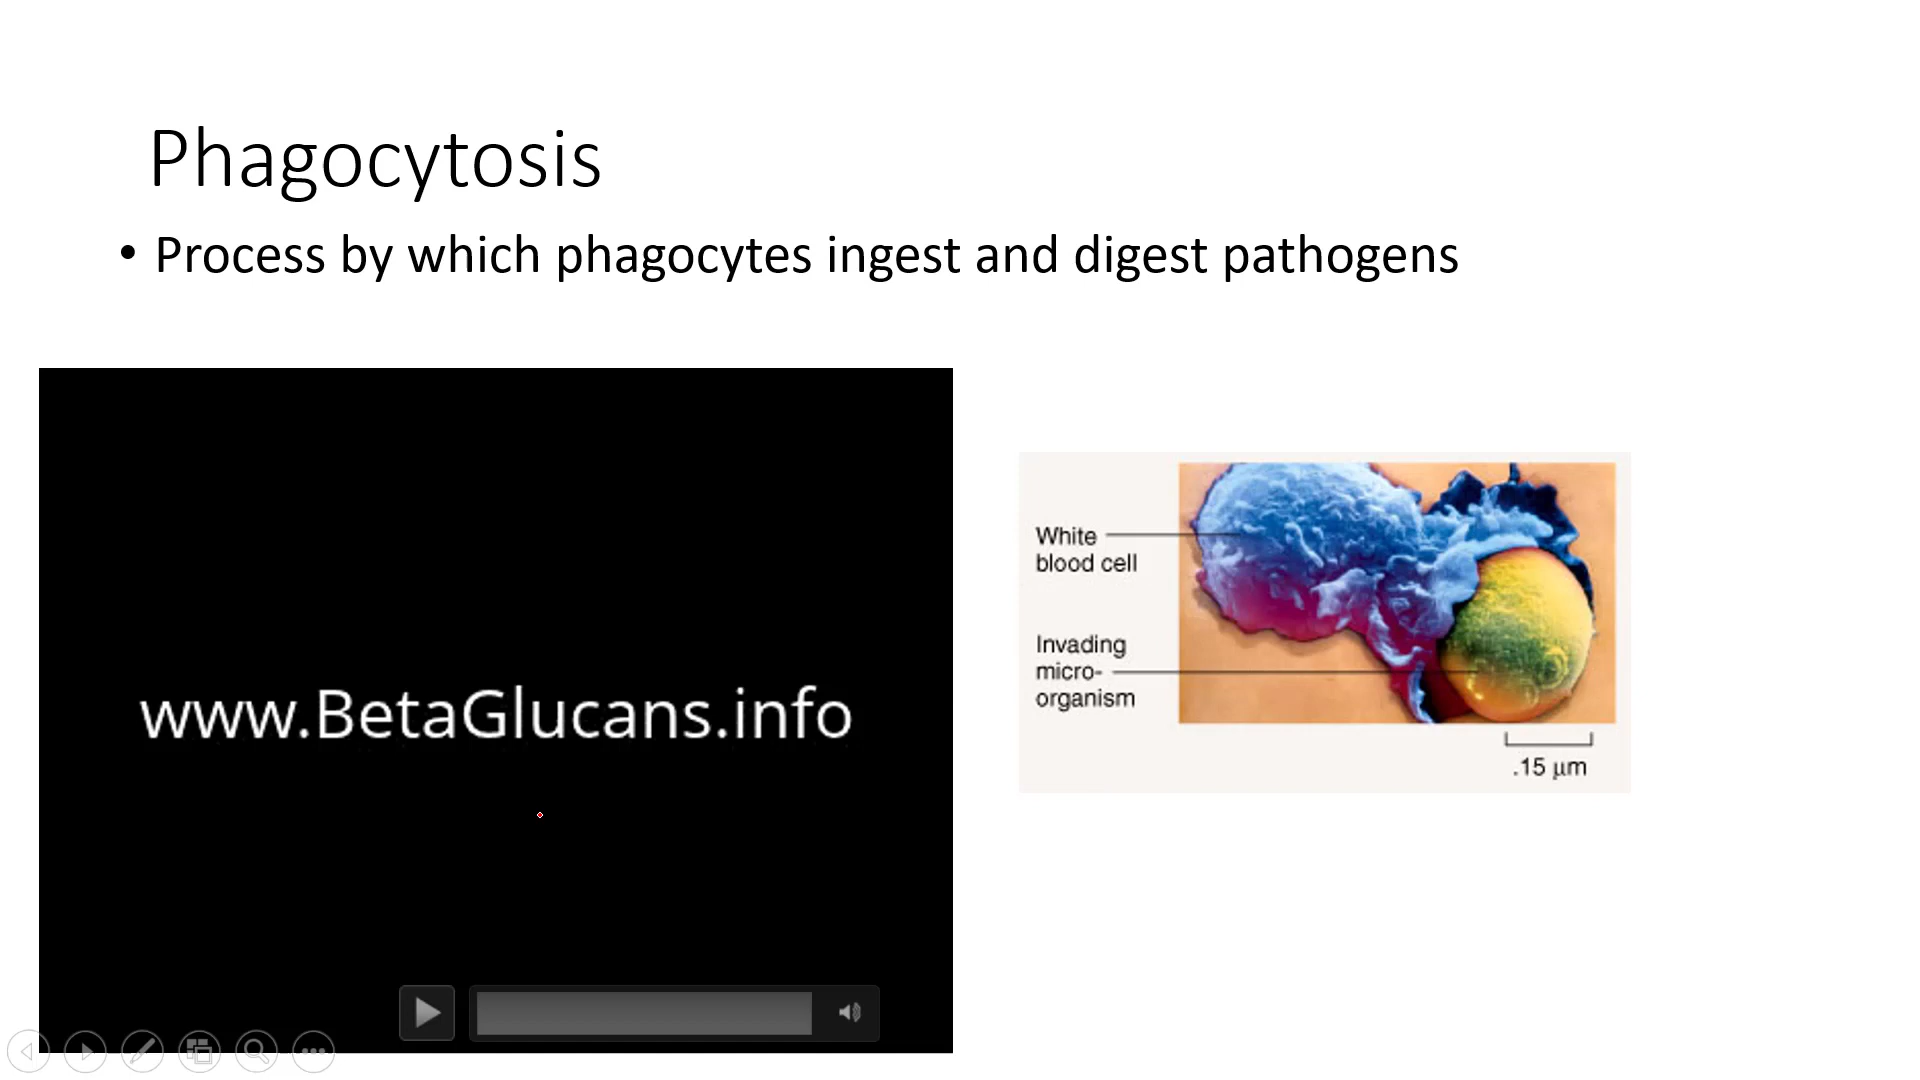 Phagocytosis
• Process by which phagocytes ingest and digest pathogens
www.BetaGlucans.info
White
blood cell
Invading
micro-
organism
.15 μm